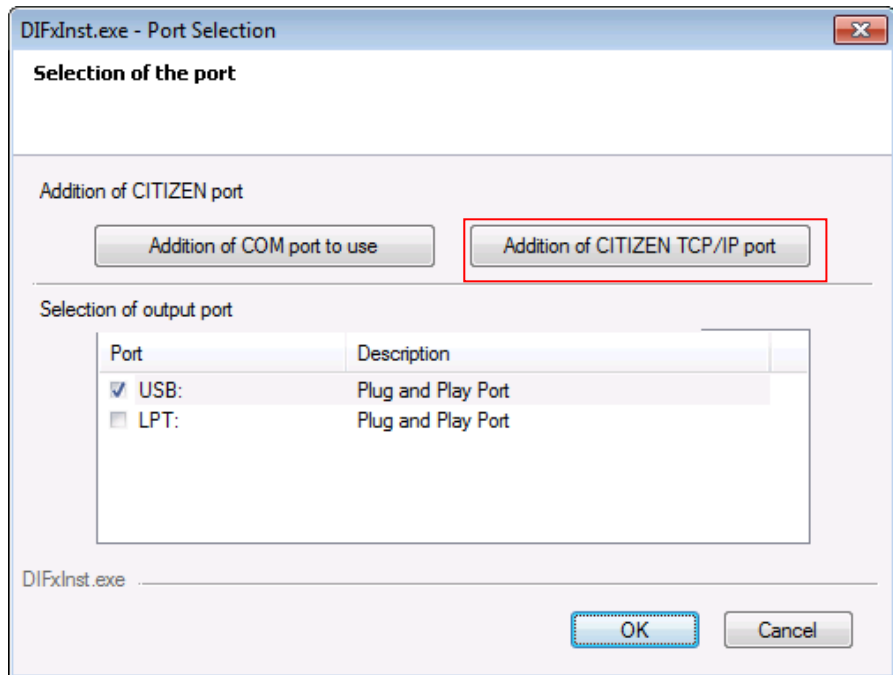 DIFxInst.exe - Port Selection
Selection of the port
Addition of CITIZEN port
Addition of COM port to use
Addition of CITIZEN TCP/IP port
Selection of output port
Port Description
USB: Plug and Play Port
LPT: Plug and Play Port
DIFxInst.exe
OK Cancel